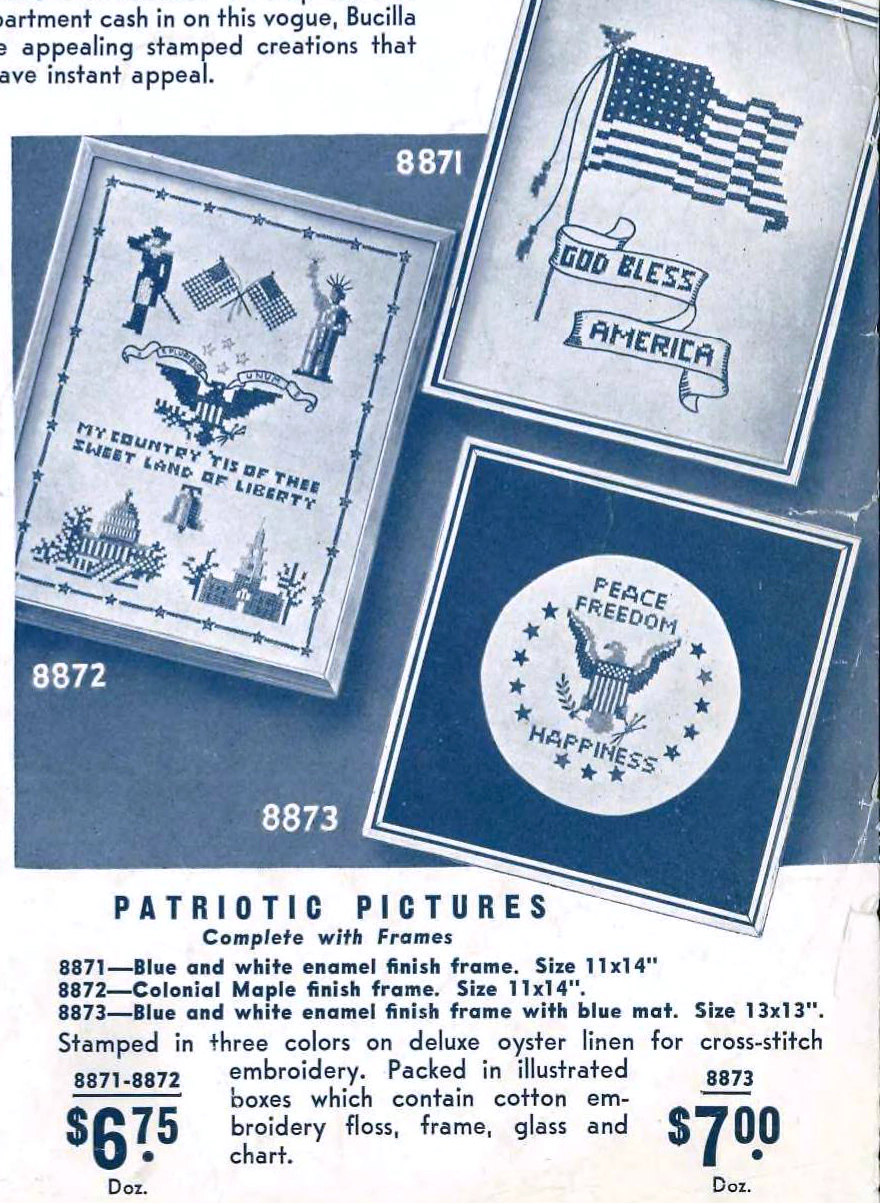 partment cash in on this vogue, Bucilla
appealing stamped creations that
ave instant appeal.
8871
GOD BLESS
AMERICA
E PLURIBUS
UNUM
MY COUNTRY 'TIS OF THEE
SWEET LAND OF LIBERTY
8872
PEACE
FREEDOM
HAPPINESS
8873
PATRIOTIC PICTURES
Complete with Frames
8871—Blue and white enamel finish frame. Size 11x14"
8872—Colonial Maple finish frame. Size 11x14".
8873—Blue and white enamel finish frame with blue mat. Size 13x13".
Stamped in three colors on deluxe oyster linen for cross-stitch
embroidery. Packed in illustrated
boxes which contain cotton em-
broidery floss, frame, glass and
chart.
8871-8872
$6.75
Doz.
8873
$7.00
Doz.